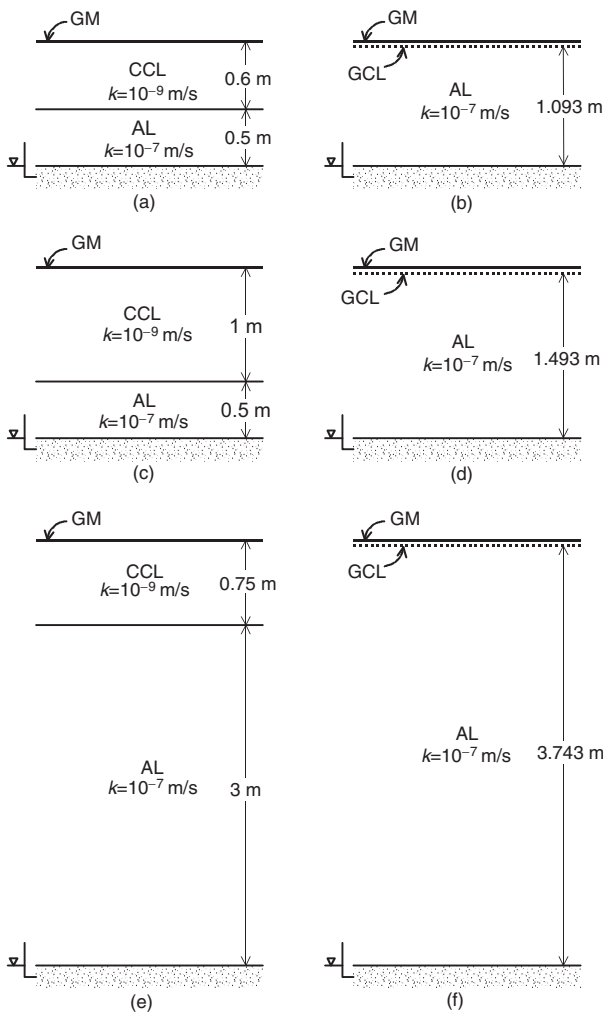 GM
CCL
k=10⁻⁹ m/s
0.6 m
AL
k=10⁻⁷ m/s
0.5 m
(a)
GM
GCL
AL
k=10⁻⁷ m/s
1.093 m
(b)
GM
CCL
k=10⁻⁹ m/s
1 m
AL
k=10⁻⁷ m/s
0.5 m
(c)
GM
GCL
AL
k=10⁻⁷ m/s
1.493 m
(d)
GM
CCL
k=10⁻⁹ m/s
0.75 m
AL
k=10⁻⁷ m/s
3 m
(e)
GM
GCL
AL
k=10⁻⁷ m/s
3.743 m
(f)